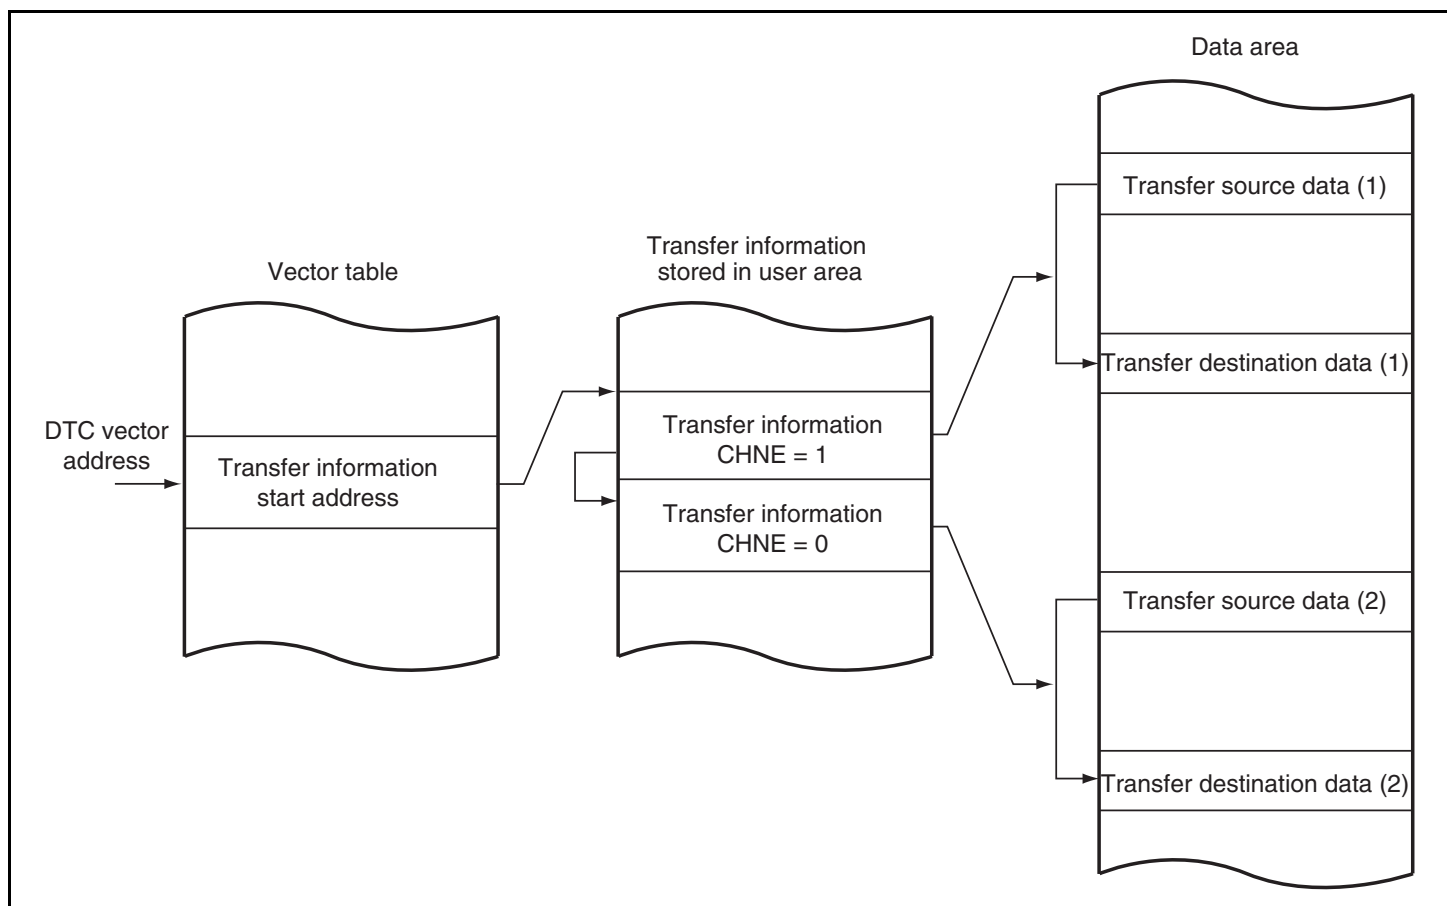 Data area
Transfer source data (1)
Transfer information
stored in user area
Vector table
Transfer destination data (1)
DTC vector
address
Transfer information
start address
Transfer information
CHNE = 1
Transfer information
CHNE = 0
Transfer source data (2)
Transfer destination data (2)